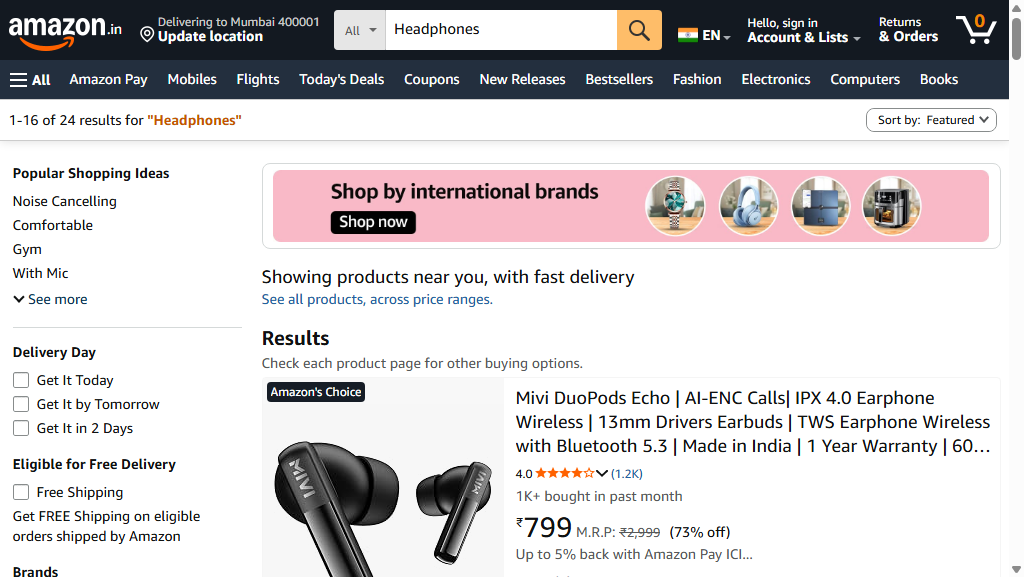 amazon.in
Delivering to Mumbai 400001
Update location
All
Headphones
EN
Hello, sign in
Account & Lists
Returns
& Orders
0
All
Amazon Pay
Mobiles
Flights
Today's Deals
Coupons
New Releases
Bestsellers
Fashion
Electronics
Computers
Books
1-16 of 24 results for "Headphones"
Sort by: Featured
Popular Shopping Ideas
Noise Cancelling
Comfortable
Gym
With Mic
See more
Delivery Day
Get It Today
Get It by Tomorrow
Get It in 2 Days
Eligible for Free Delivery
Free Shipping
Get FREE Shipping on eligible
orders shipped by Amazon
Brands
Shop by international brands
Shop now
Showing products near you, with fast delivery
See all products, across price ranges.
Results
Check each product page for other buying options.
Amazon's Choice
MIVI
MIVI
Mivi DuoPods Echo | AI-ENC Calls| IPX 4.0 Earphone
Wireless | 13mm Drivers Earbuds | TWS Earphone Wireless
with Bluetooth 5.3 | Made in India | 1 Year Warranty | 60...
4.0 (1.2K)
1K+ bought in past month
₹799 M.R.P: ₹2,999 (73% off)
Up to 5% back with Amazon Pay ICI...